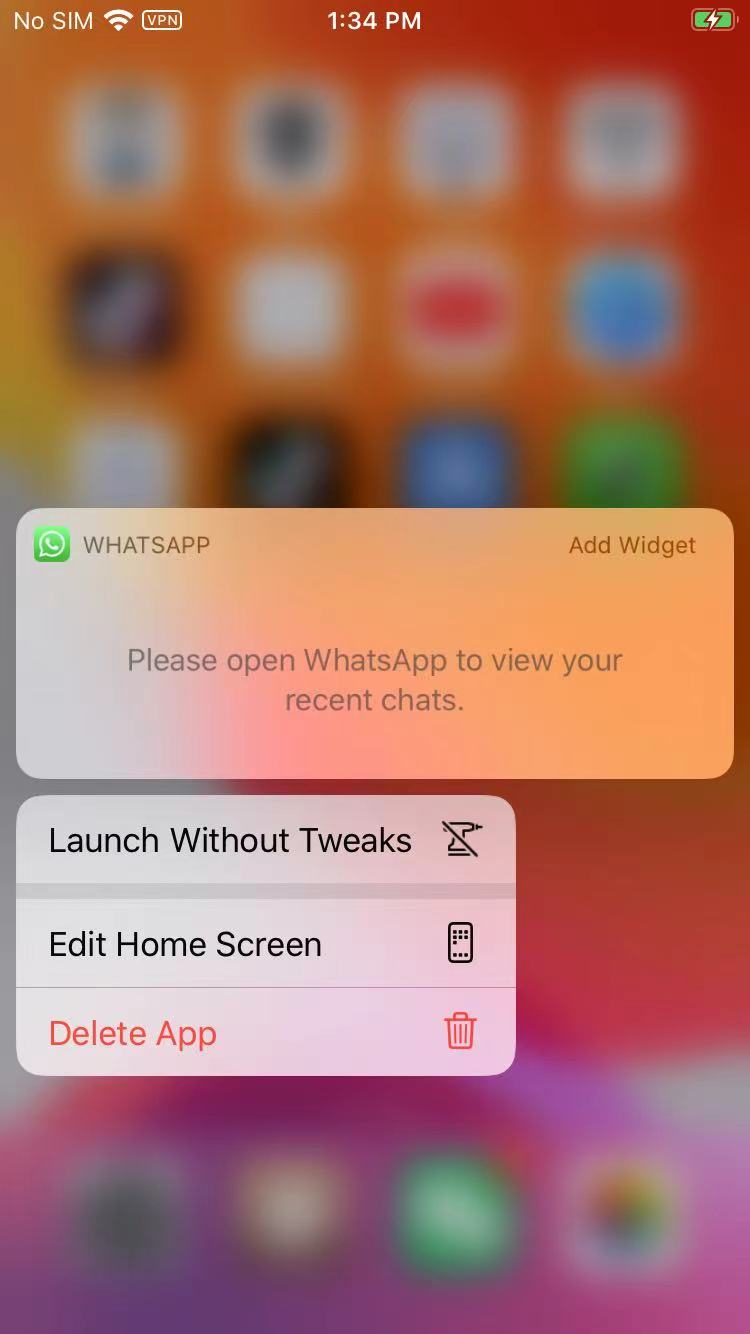 No SIM VPN 1:34 PM
WHATSAPP Add Widget
Please open WhatsApp to view your
recent chats.
Launch Without Tweaks
Edit Home Screen
Delete App